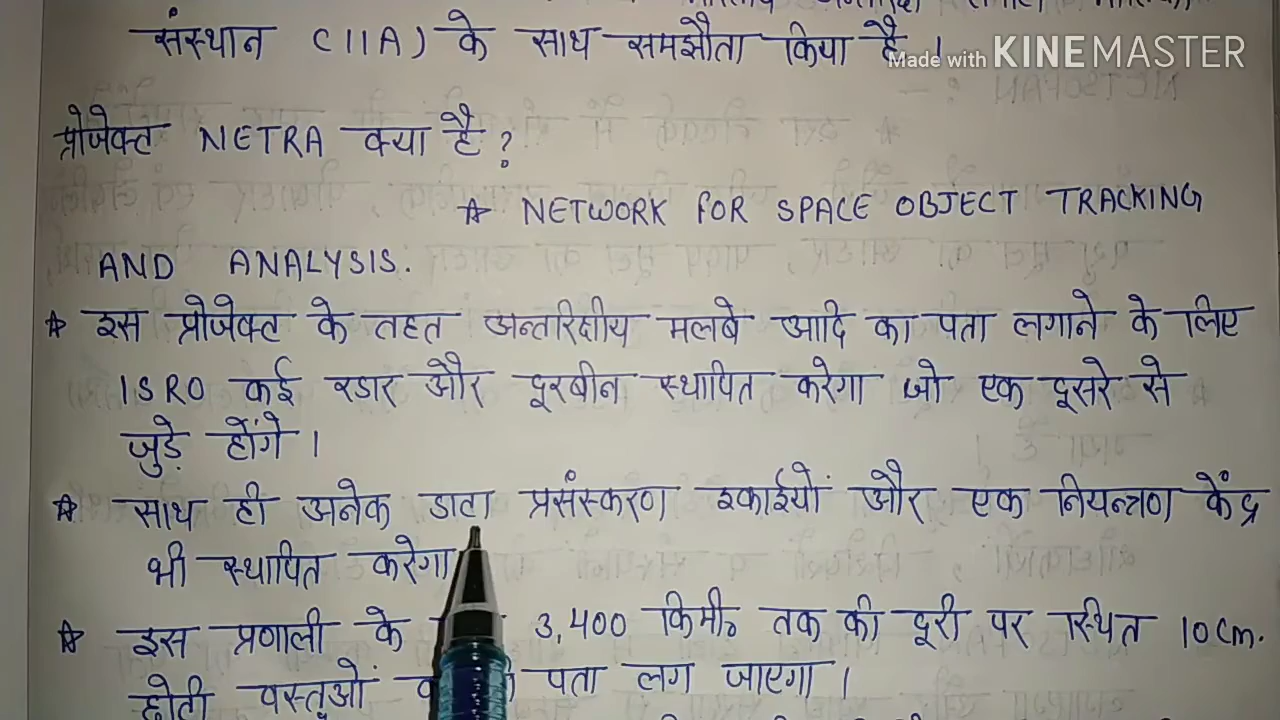 संस्थान (IIA) के साथ समझौता किया है ।
Made with KINEMASTER
प्रोजेक्ट NETRA क्या है ?
☆ NETWORK FOR SPACE OBJECT TRACKING
AND ANALYSIS.
☆ इस प्रोजेक्ट के तहत अन्तरिक्षीय मलबे आदि का पता लगाने के लिए
ISRO कई रडार और दूरबीन स्थापित करेगा जो एक दूसरे से
जुड़े होंगे ।
☆ साथ ही अनेक डाटा प्रसंस्करण इकाईयों और एक नियन्त्रण केंद्र
भी स्थापित करेगा
☆ इस प्रणाली के 3,400 किमी० तक की दूरी पर स्थित 10cm.
छोटी वस्तुओं पता लग जाएगा ।